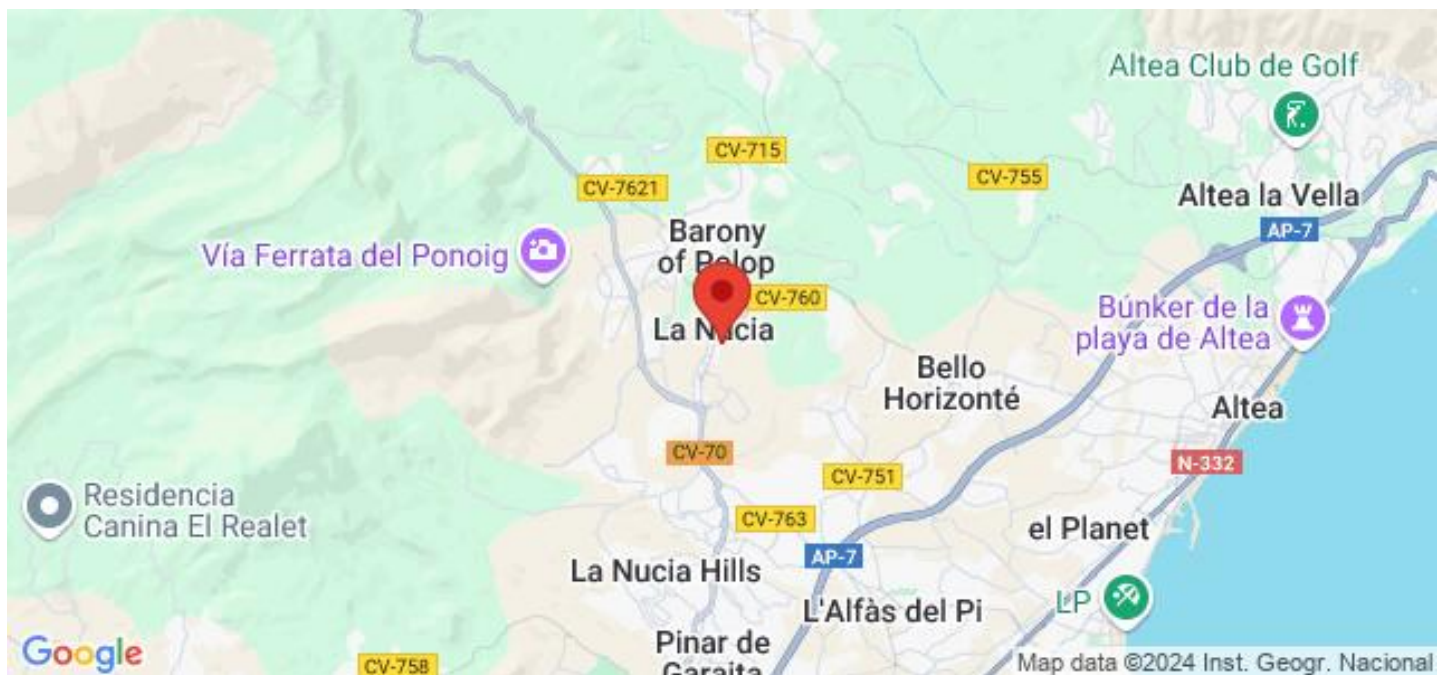 Altea Club de Golf
CV-715
CV-755
CV-7621
Altea la Vella
AP-7
Barony
of Polop
Vía Ferrata del Ponoig
CV-760
Búnker de la
playa de Altea
La Nucia
Bello
Horizonté
Altea
CV-70
N-332
CV-751
Residencia
Canina El Realet
CV-763
el Planet
AP-7
La Nucia Hills
LP
L'Alfàs del Pi
Pinar de
Garaita
Google
CV-758
Map data ©2024 Inst. Geogr. Nacional